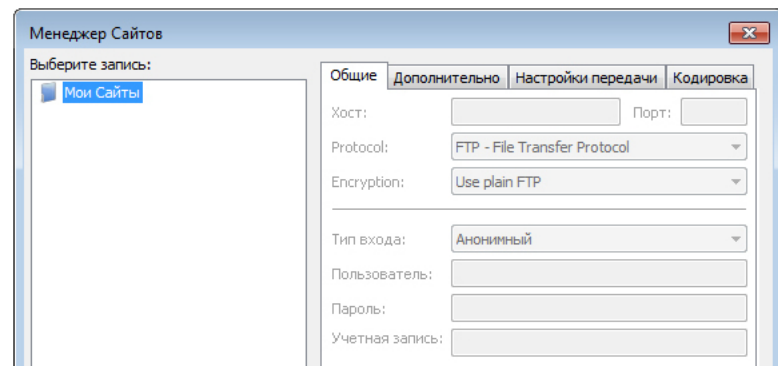 Менеджер Сайтов
Выберите запись:
Мои Сайты
Общие Дополнительно Настройки передачи Кодировка
Хост: Порт:
Protocol: FTP - File Transfer Protocol
Encryption: Use plain FTP
Тип входа: Анонимный
Пользователь:
Пароль:
Учетная запись: